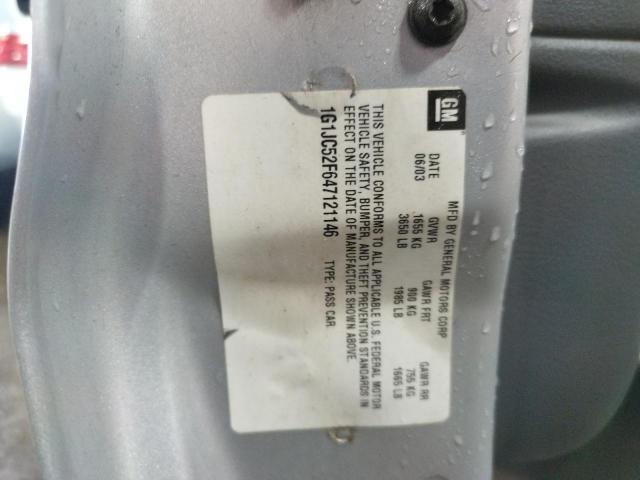 GM
MFD BY GENERAL MOTORS CORP
DATE GVWR GAWR FRT GAWR RR
06/03 1655 KG 900 KG 755 KG
3650 LB 1985 LB 1665 LB
THIS VEHICLE CONFORMS TO ALL APPLICABLE U.S. FEDERAL MOTOR
VEHICLE SAFETY, BUMPER, AND THEFT PREVENTION STANDARDS IN
EFFECT ON THE DATE OF MANUFACTURE SHOWN ABOVE.
1G1JC52F647121146 TYPE: PASS CAR